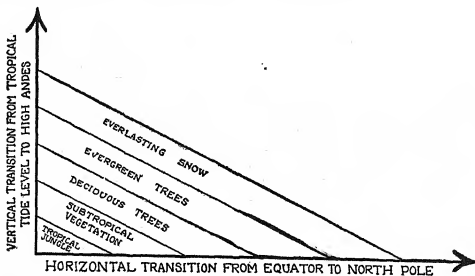 VERTICAL TRANSITION FROM TROPICAL
TIDE LEVEL TO HIGH ANDES
EVERLASTING SNOW
EVERGREEN TREES
DECIDUOUS TREES
SUBTROPICAL
VEGETATION
TROPICAL
JUNGLE
HORIZONTAL TRANSITION FROM EQUATOR TO NORTH POLE